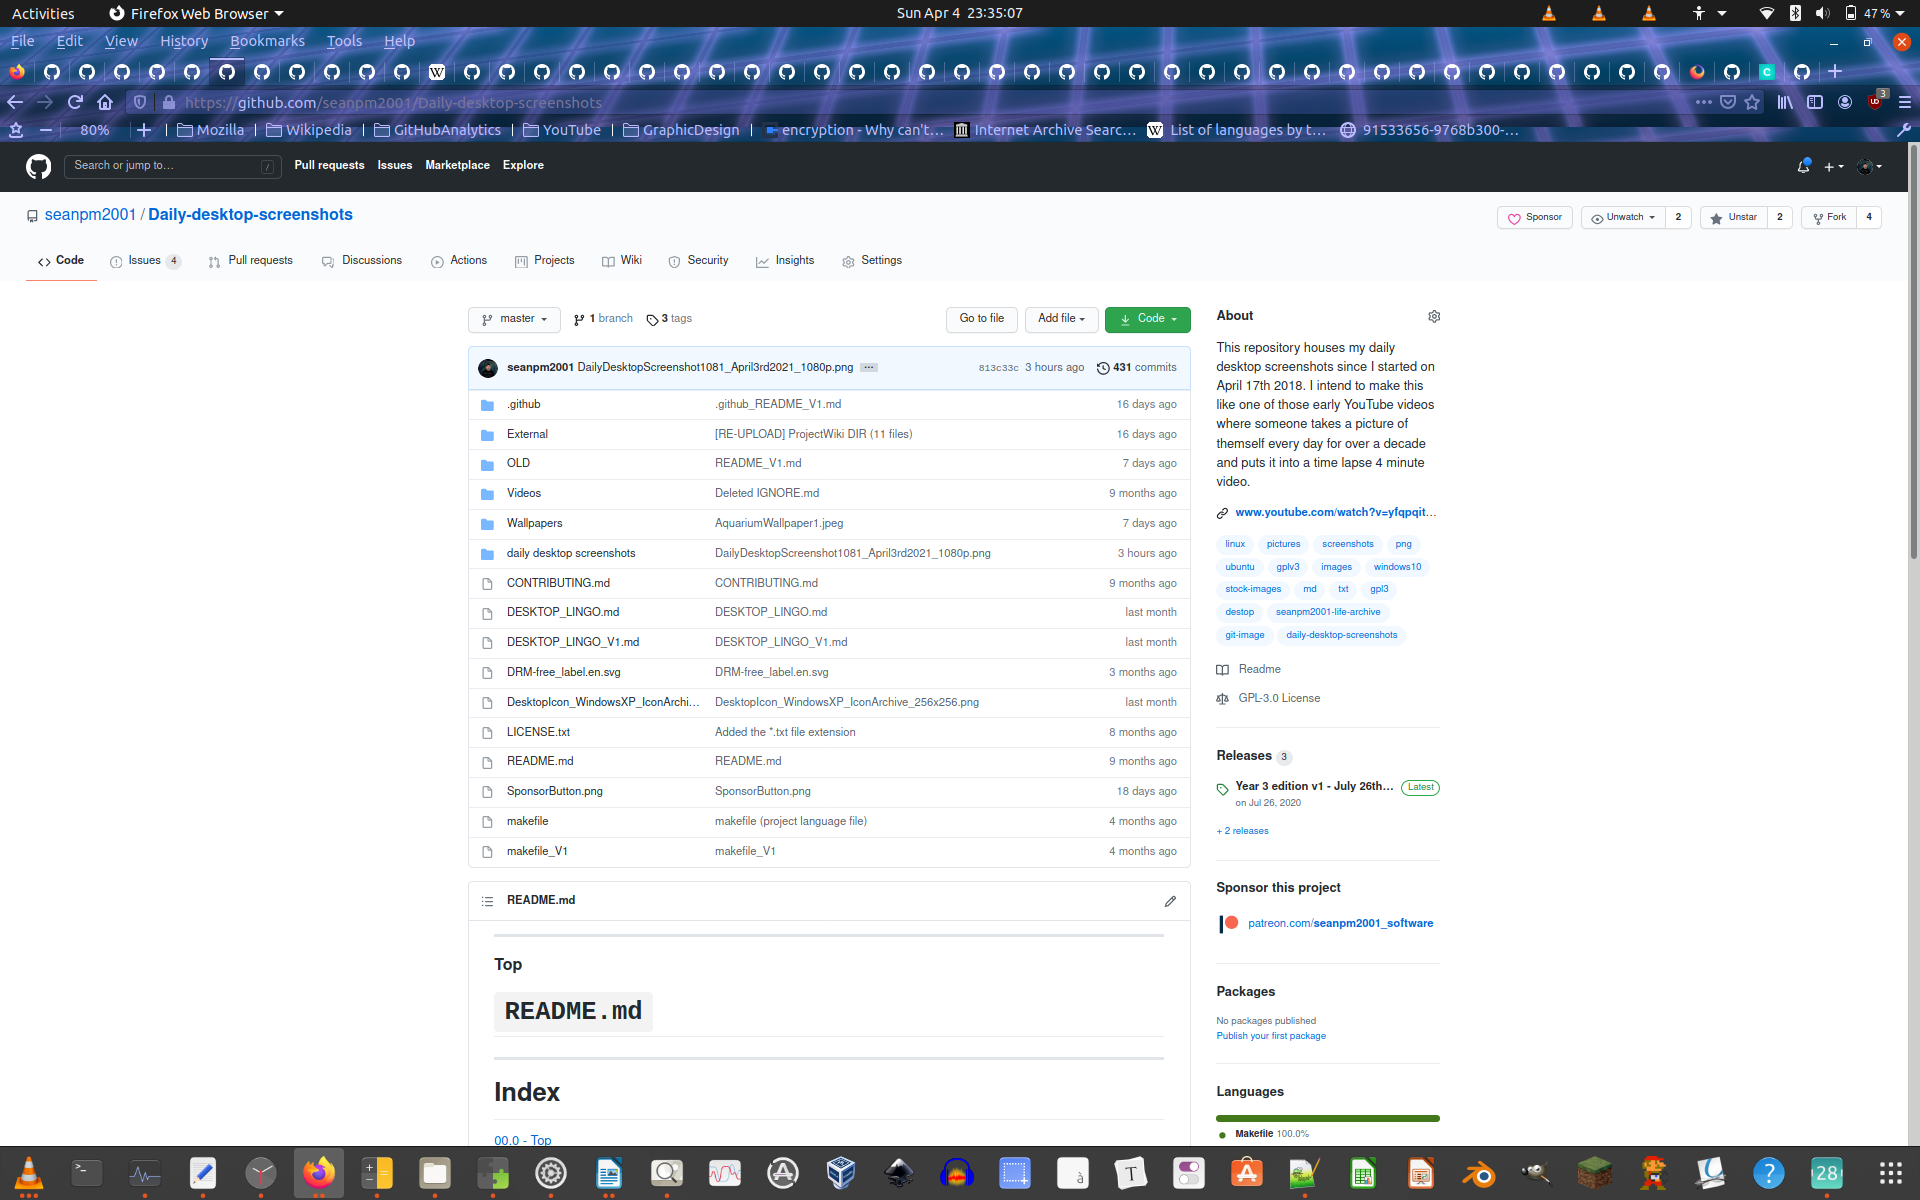 Activities Firefox Web Browser Sun Apr 4 23:35:07 47 %
File Edit View History Bookmarks Tools Help
https://github.com/seanpm2001/Daily-desktop-screenshots 3
80% Mozilla Wikipedia GitHubAnalytics YouTube GraphicDesign encryption - Why can't… Internet Archive Searc… List of languages by t… 91533656-9768b300-…
Search or jump to… / Pull requests Issues Marketplace Explore
seanpm2001 / Daily-desktop-screenshots Sponsor Unwatch 2 Unstar 2 Fork 4
Code Issues 4 Pull requests Discussions Actions Projects Wiki Security Insights Settings
master 1 branch 3 tags Go to file Add file Code
seanpm2001 DailyDesktopScreenshot1081_April3rd2021_1080p.png … 813c33c 3 hours ago 431 commits
.github .github_README_V1.md 16 days ago
External [RE-UPLOAD] ProjectWiki DIR (11 files) 16 days ago
OLD README_V1.md 7 days ago
Videos Deleted IGNORE.md 9 months ago
Wallpapers AquariumWallpaper1.jpeg 7 days ago
daily desktop screenshots DailyDesktopScreenshot1081_April3rd2021_1080p.png 3 hours ago
CONTRIBUTING.md CONTRIBUTING.md 9 months ago
DESKTOP_LINGO.md DESKTOP_LINGO.md last month
DESKTOP_LINGO_V1.md DESKTOP_LINGO_V1.md last month
DRM-free_label.en.svg DRM-free_label.en.svg 3 months ago
DesktopIcon_WindowsXP_IconArchi… DesktopIcon_WindowsXP_IconArchive_256x256.png last month
LICENSE.txt Added the *.txt file extension 8 months ago
README.md README.md 9 months ago
SponsorButton.png SponsorButton.png 18 days ago
makefile makefile (project language file) 4 months ago
makefile_V1 makefile_V1 4 months ago
README.md
Top
README.md
Index
00.0 - Top
About
This repository houses my daily
desktop screenshots since I started on
April 17th 2018. I intend to make this
like one of those early YouTube videos
where someone takes a picture of
themself every day for over a decade
and puts it into a time lapse 4 minute
video.
www.youtube.com/watch?v=yfqpqit…
linux pictures screenshots png
ubuntu gplv3 images windows10
stock-images md txt gpl3
destop seanpm2001-life-archive
git-image daily-desktop-screenshots
Readme
GPL-3.0 License
Releases 3
Year 3 edition v1 - July 26th… Latest
on Jul 26, 2020
+ 2 releases
Sponsor this project
patreon.com/seanpm2001_software
Packages
No packages published
Publish your first package
Languages
Makefile 100.0%
28